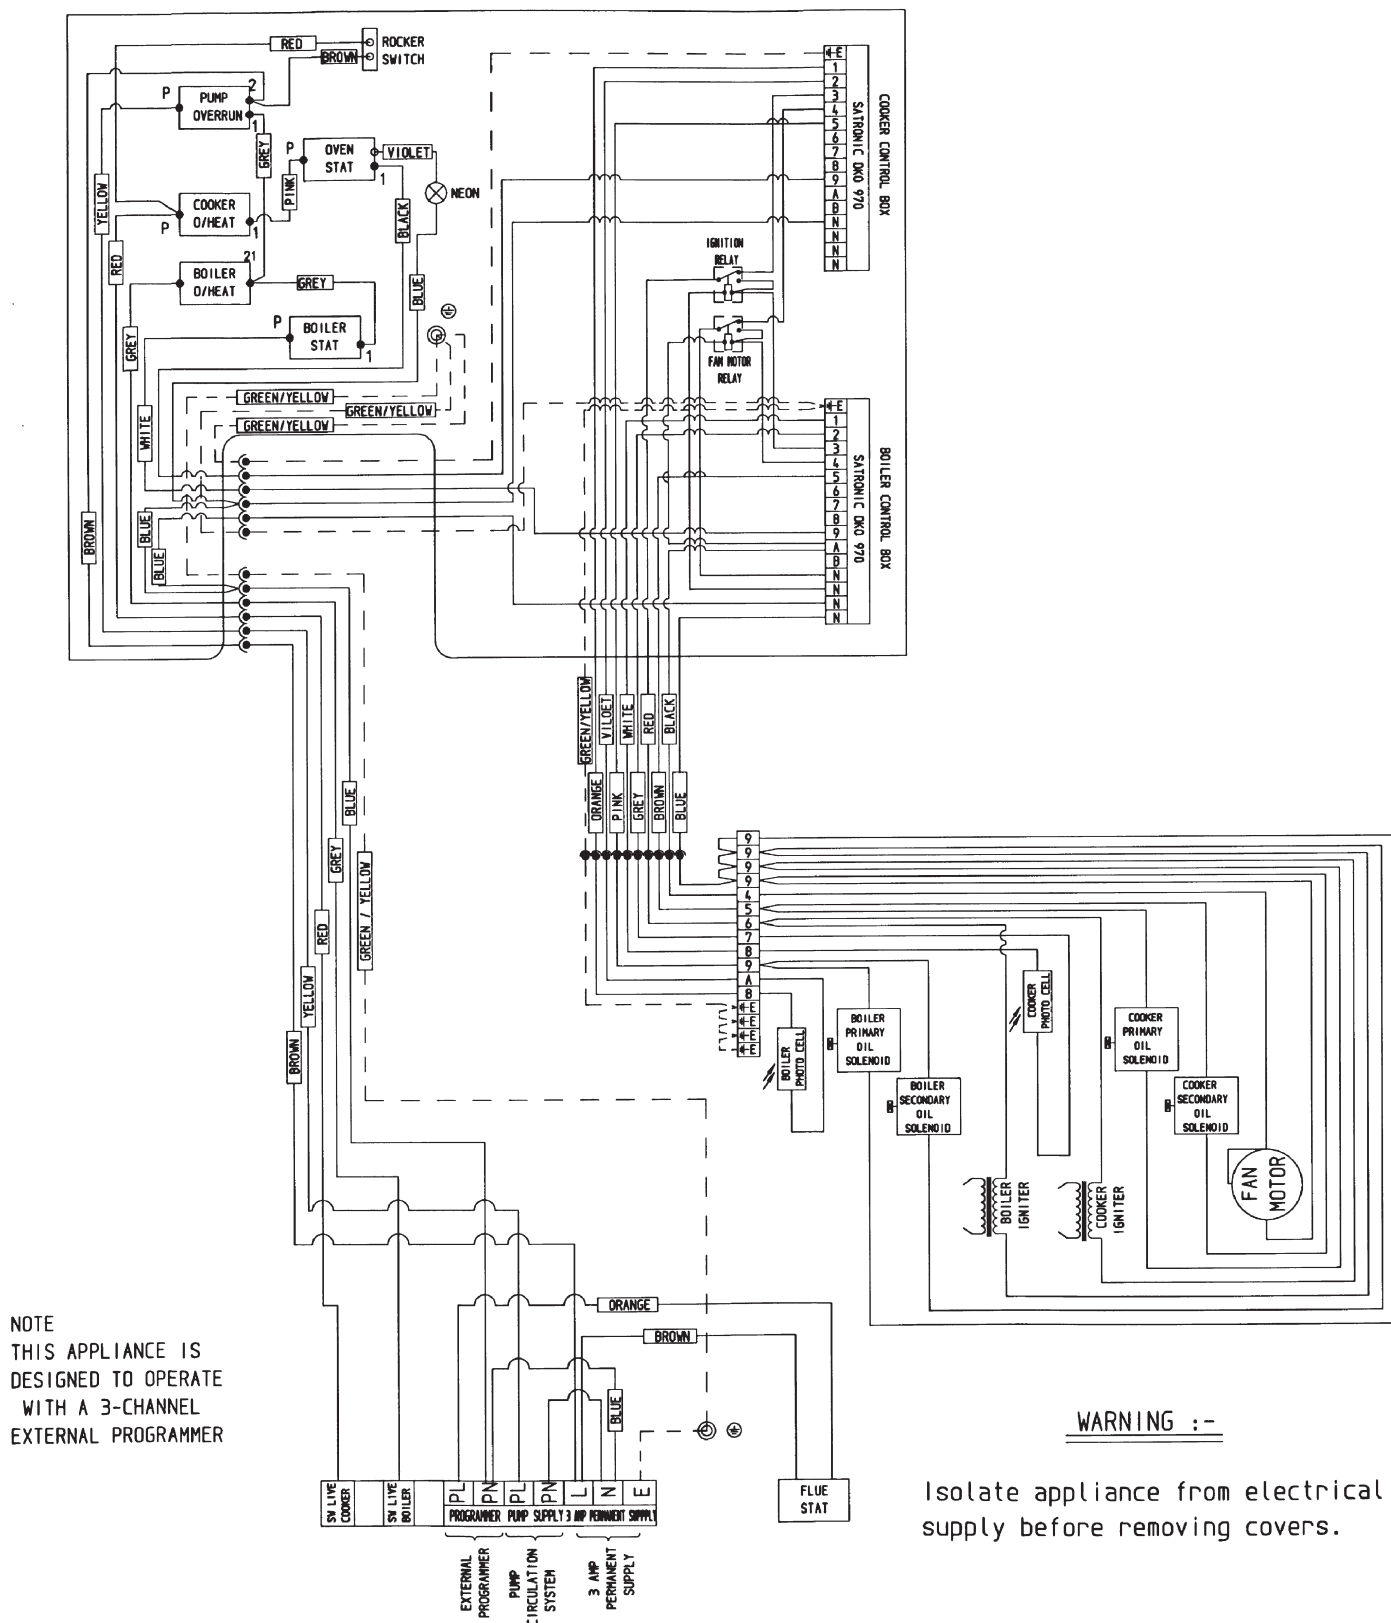 RED
ROCKER
SWITCH
BROWN
P
PUMP
OVERRUN
2
1
GREY
P
OVEN
STAT
VIOLET
1
NEON
PINK
BLACK
YELLOW
COOKER
O/HEAT
P
1
RED
BOILER
O/HEAT
21
GREY
BLUE
P
BOILER
STAT
1
GREY
GREEN/YELLOW
GREEN/YELLOW
GREEN/YELLOW
WHITE
BROWN
BLUE
BLUE
E
1
2
3
4
5
6
7
8
9
A
B
N
N
N
N
SATRONIC DKO 970
COOKER CONTROL BOX
IGNITION
RELAY
FAN MOTOR
RELAY
E
1
2
3
4
5
6
7
8
9
A
B
N
N
N
N
SATRONIC DKO 970
BOILER CONTROL BOX
GREEN/YELLOW
VILOET
WHITE
RED
BLACK
ORANGE
PINK
GREY
BROWN
BLUE
BLUE
GREY
GREEN / YELLOW
RED
YELLOW
BROWN
9
9
9
9
4
5
6
7
8
9
A
B
E
E
E
E
BOILER
PHOTO CELL
BOILER
PRIMARY
OIL
SOLENOID
BOILER
SECONDARY
OIL
SOLENOID
COOKER
PHOTO CELL
COOKER
PRIMARY
OIL
SOLENOID
COOKER
SECONDARY
OIL
SOLENOID
BOILER
IGNITER
COOKER
IGNITER
FAN
MOTOR
ORANGE
BROWN
BLUE
NOTE
THIS APPLIANCE IS
DESIGNED TO OPERATE
WITH A 3-CHANNEL
EXTERNAL PROGRAMMER
SW LIVE
COOKER
SW LIVE
BOILER
PL
PN
PL
PN
L
N
E
PROGRAMMER
PUMP SUPPLY
3 AMP PERMANENT SUPPPLY
EXTERNAL
PROGRAMMER
PUMP
CIRCULATION
SYSTEM
3 AMP
PERMANENT
SUPPLY
FLUE
STAT
WARNING :-
Isolate appliance from electrical
supply before removing covers.